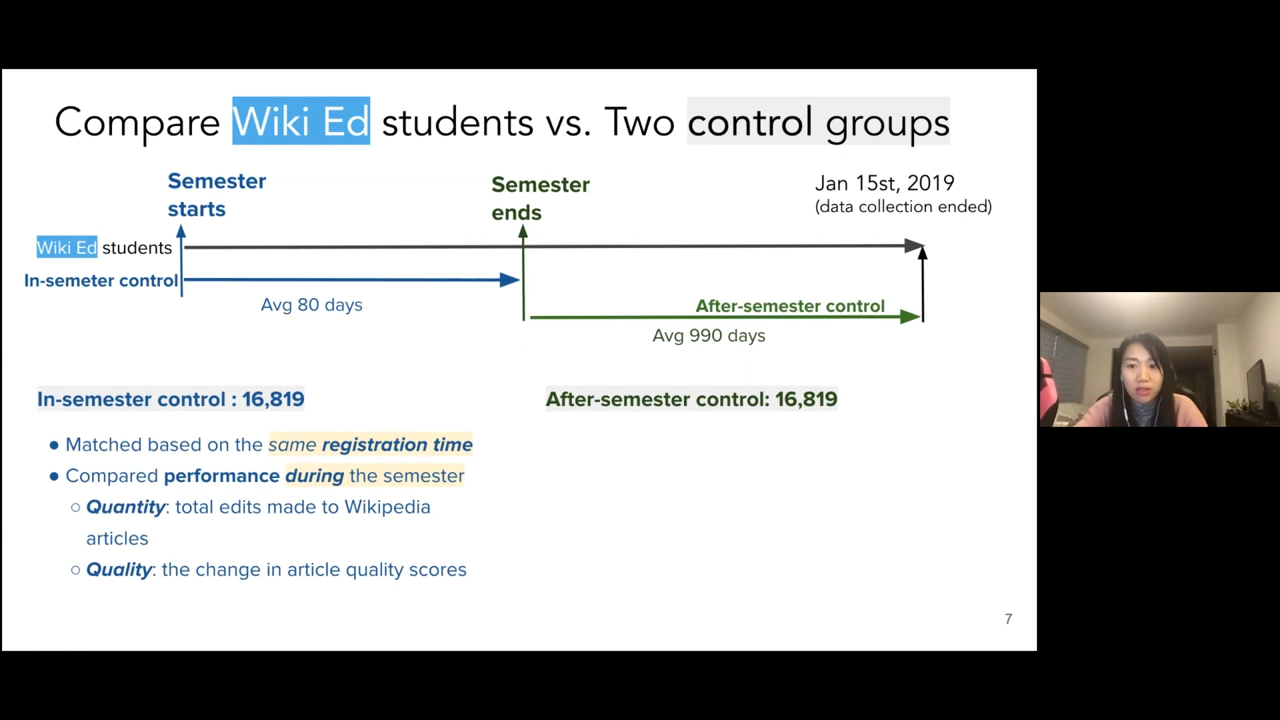 Compare Wiki Ed students vs. Two control groups
Semester
starts
Semester
ends
Jan 15st, 2019
(data collection ended)
Wiki Ed students
In-semeter control
Avg 80 days
After-semester control
Avg 990 days
In-semester control : 16,819
After-semester control: 16,819
● Matched based on the same registration time
● Compared performance during the semester
○ Quantity: total edits made to Wikipedia
articles
○ Quality: the change in article quality scores
7